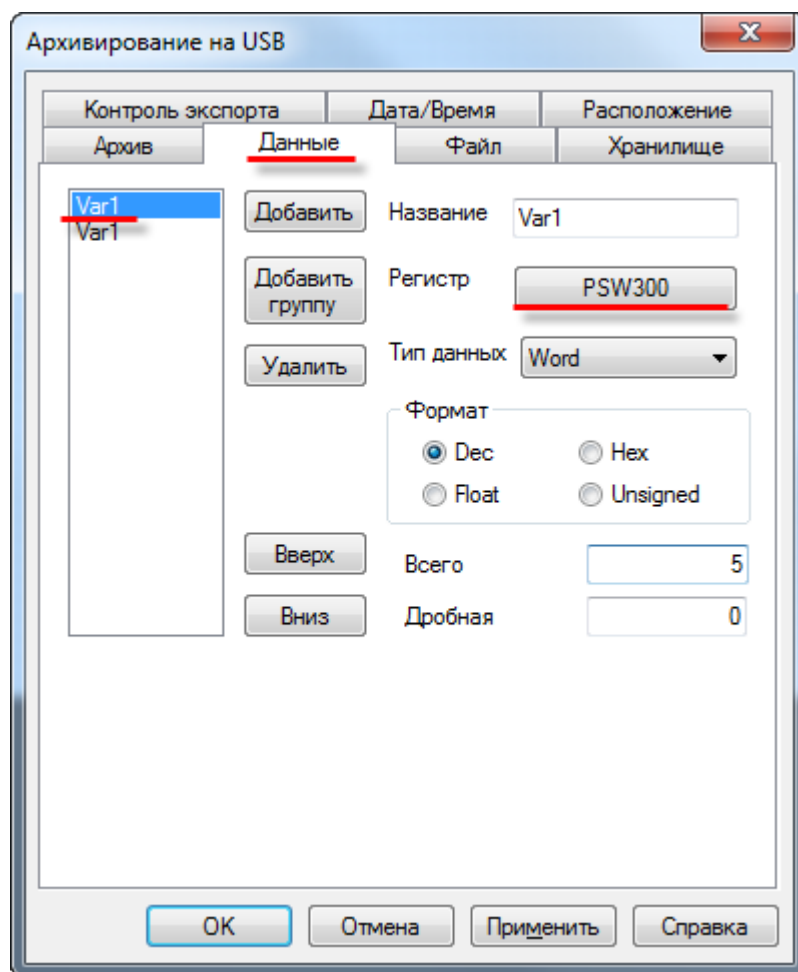 Архивирование на USB
Контроль экспорта Дата/Время Расположение
Архив Данные Файл Хранилище
Var1 Добавить Название Var1
Var1
Добавить группу Регистр PSW300
Удалить Тип данных Word
Формат
Dec Hex
Float Unsigned
Вверх Всего 5
Вниз Дробная 0
OK Отмена Применить Справка